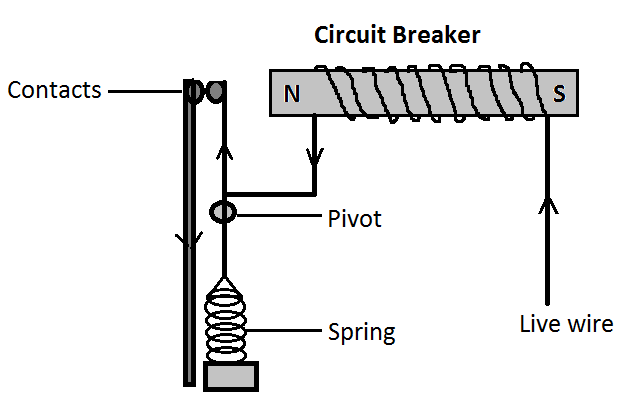 Circuit Breaker
Contacts
N
S
Pivot
Spring
Live wire